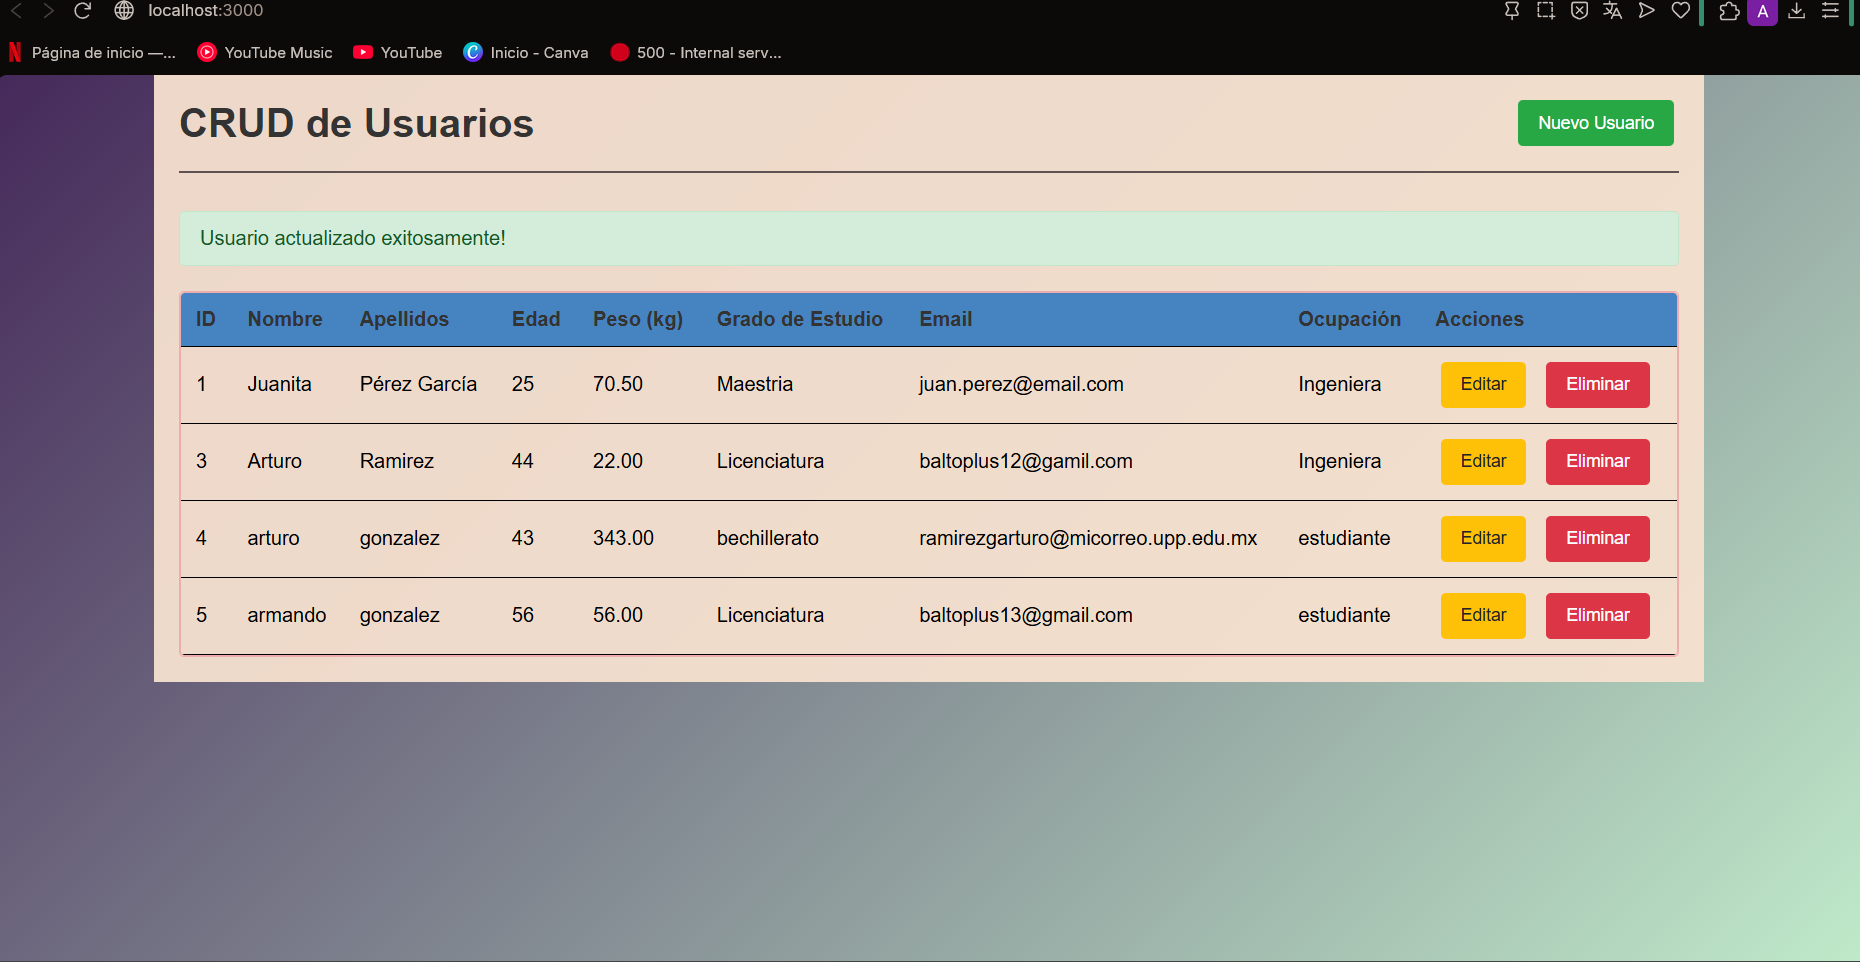 localhost:3000
A
Página de inicio —...
YouTube Music
YouTube
Inicio - Canva
500 - Internal serv...
CRUD de Usuarios
Nuevo Usuario
Usuario actualizado exitosamente!
ID Nombre Apellidos Edad Peso (kg) Grado de Estudio Email Ocupación Acciones
1 Juanita Pérez García 25 70.50 Maestria juan.perez@email.com Ingeniera Editar Eliminar
3 Arturo Ramirez 44 22.00 Licenciatura baltoplus12@gamil.com Ingeniera Editar Eliminar
4 arturo gonzalez 43 343.00 bechillerato ramirezgarturo@micorreo.upp.edu.mx estudiante Editar Eliminar
5 armando gonzalez 56 56.00 Licenciatura baltoplus13@gmail.com estudiante Editar Eliminar